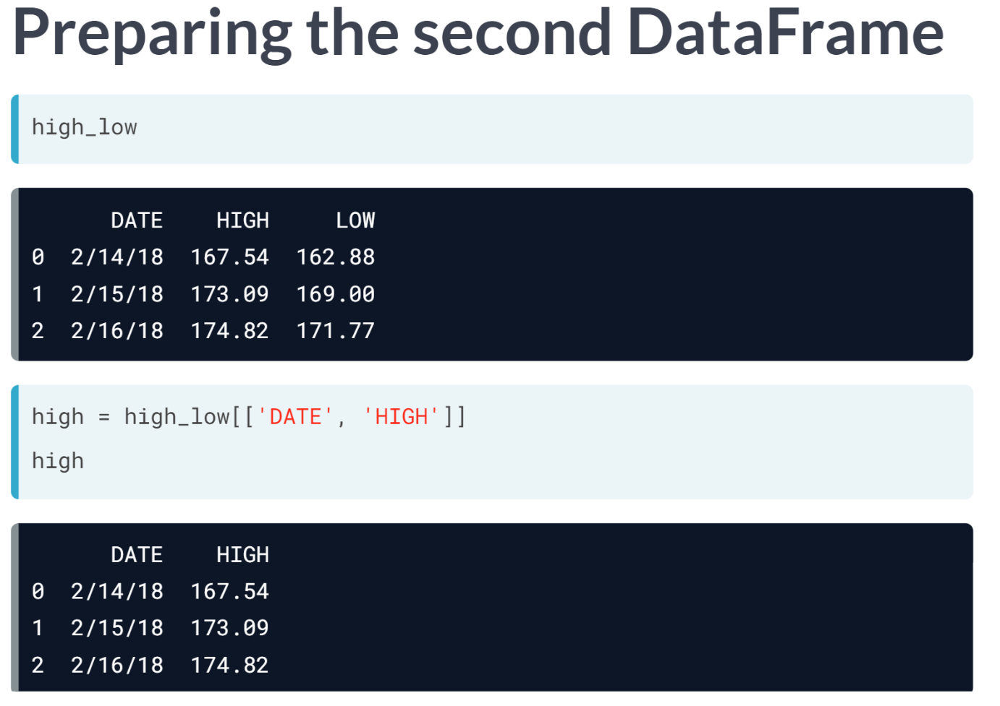 Preparing the second DataFrame
high_low
DATE HIGH LOW
0 2/14/18 167.54 162.88
1 2/15/18 173.09 169.00
2 2/16/18 174.82 171.77
high = high_low[['DATE', 'HIGH']]
high
DATE HIGH
0 2/14/18 167.54
1 2/15/18 173.09
2 2/16/18 174.82